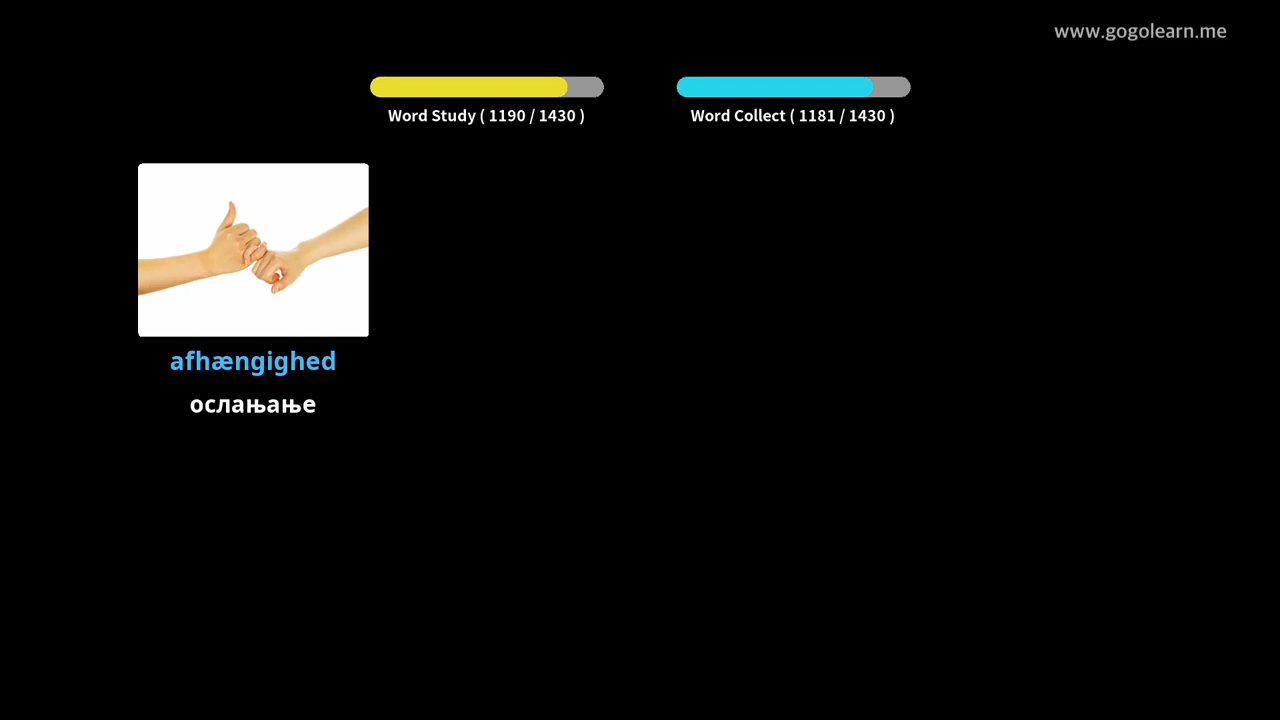 www.gogolearn.me
Word Study ( 1190 / 1430 )
Word Collect ( 1181 / 1430 )
afhængighed
ослањање